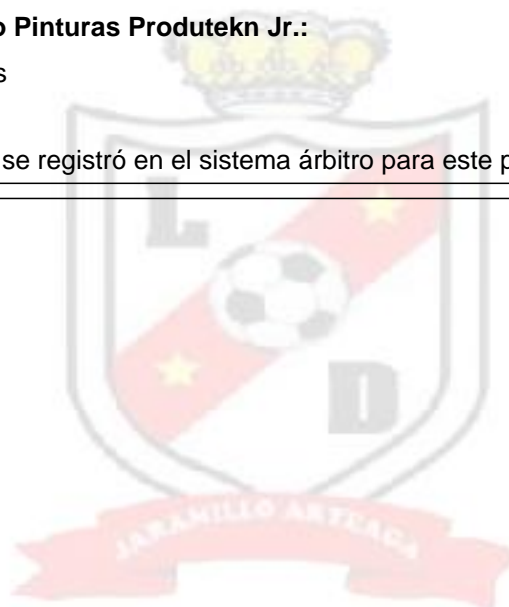 o Pinturas Produtekn Jr.:
s
se registró en el sistema árbitro para este p
L
D
JARAMILLO ARTEAGA